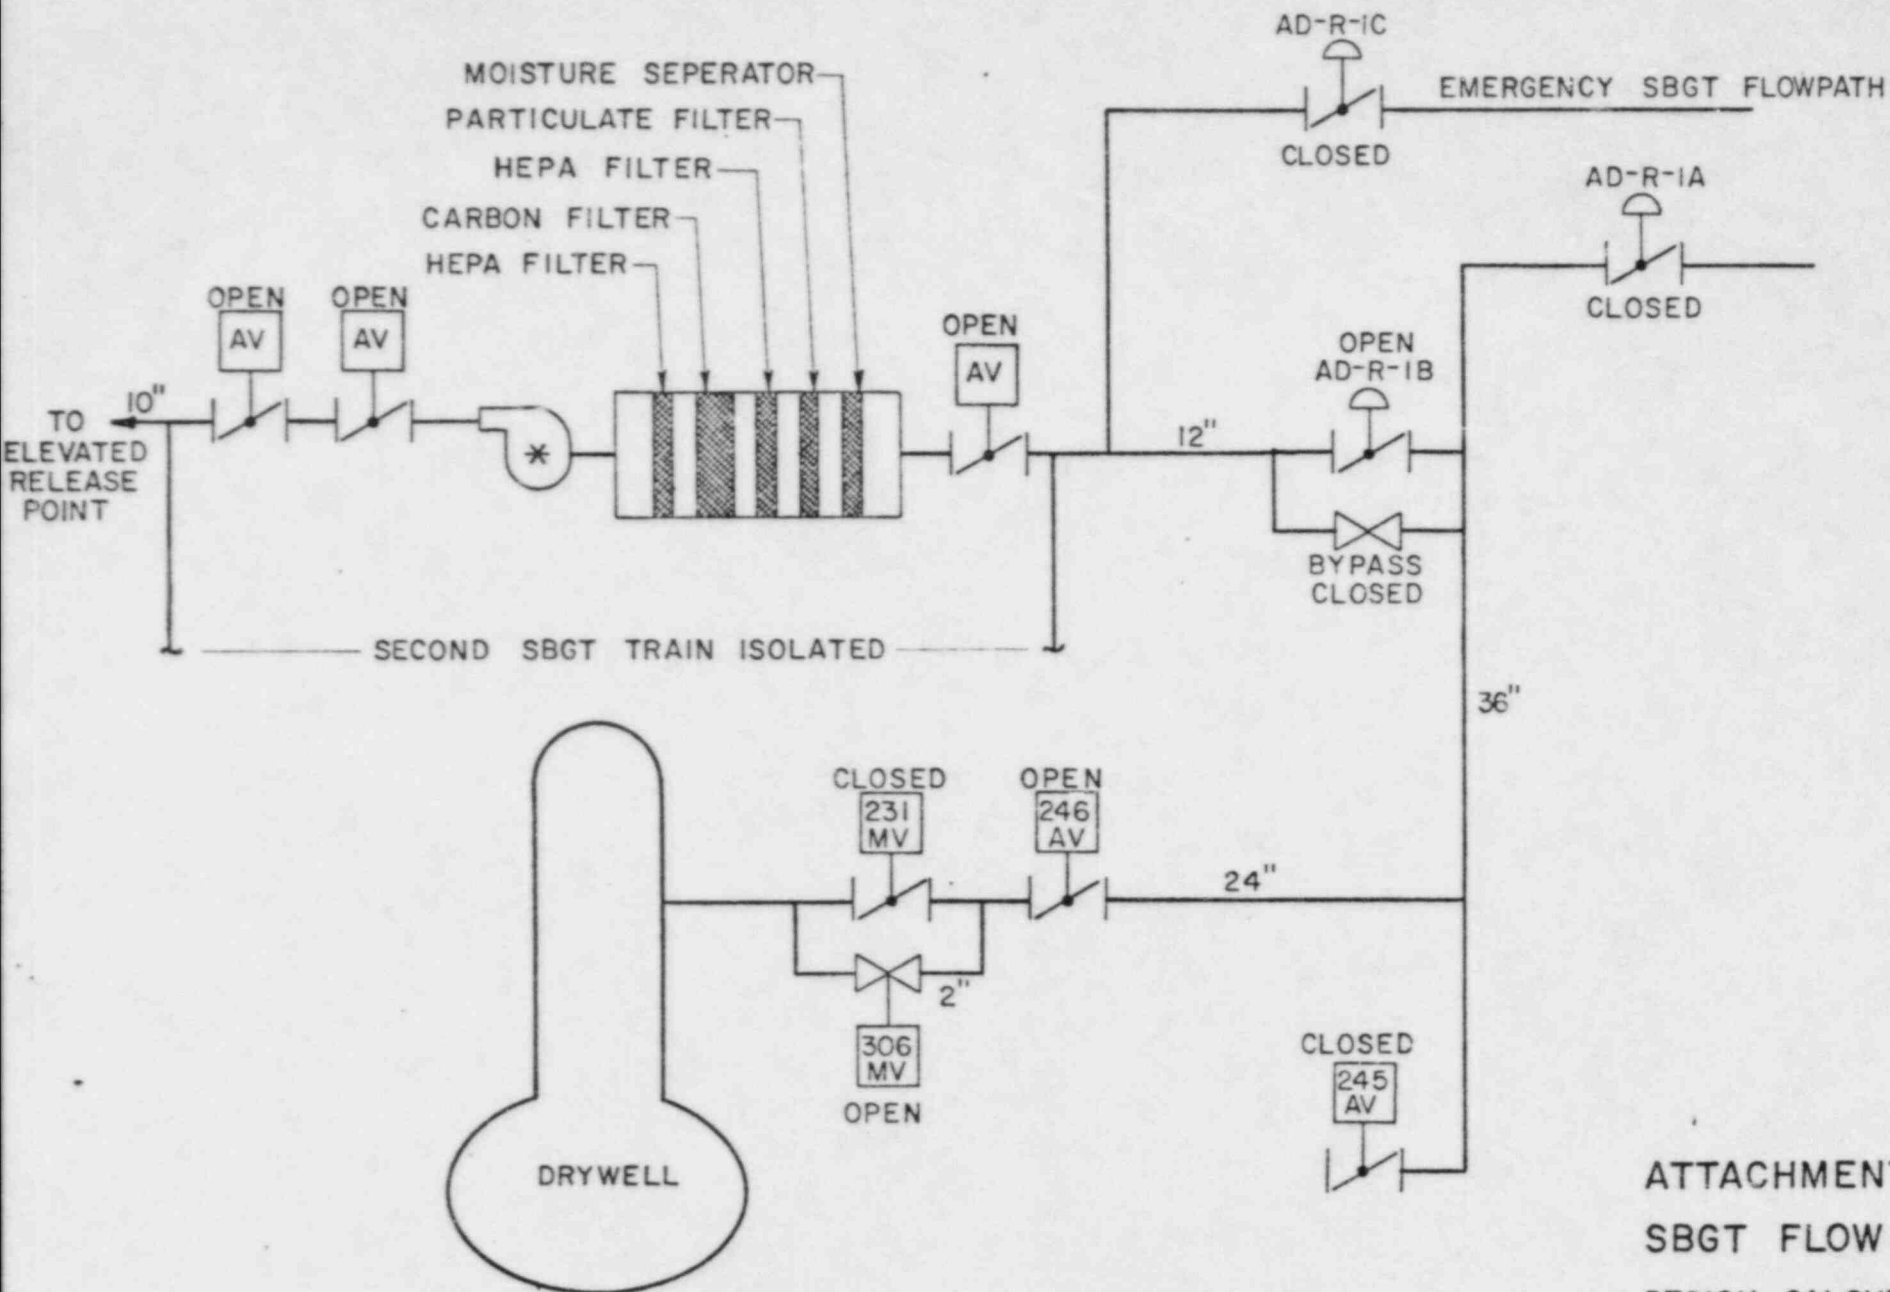 AD-R-1C
MOISTURE SEPERATOR
EMERGENCY SBGT FLOWPATH
PARTICULATE FILTER
CLOSED
HEPA FILTER
AD-R-1A
CARBON FILTER
HEPA FILTER
OPEN
OPEN
CLOSED
OPEN
AV
AV
OPEN
AD-R-1B
AV
10"
TO
ELEVATED
RELEASE
POINT
12"
BYPASS
CLOSED
SECOND SBGT TRAIN ISOLATED
36"
CLOSED
OPEN
231
MV
246
AV
24"
2"
306
MV
OPEN
CLOSED
245
AV
DRYWELL
ATTACHMEN
SBGT FLOW